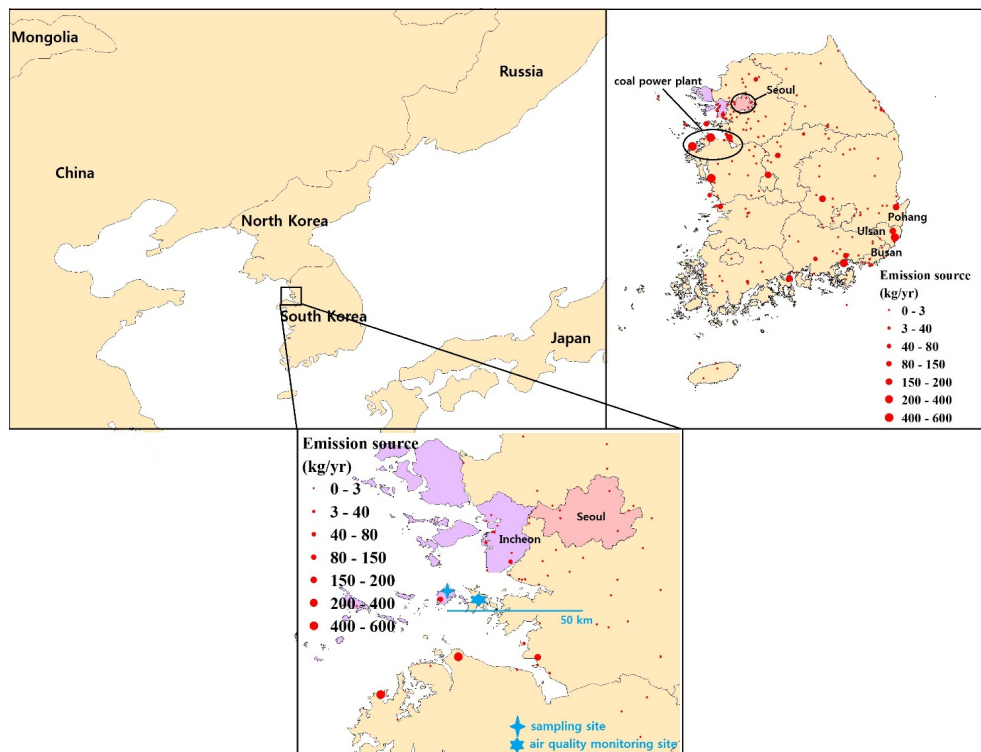 Mongolia
Russia
China
North Korea
South Korea
Japan
coal power plant
Seoul
Pohang
Ulsan
Busan
Emission source
(kg/yr)
0 - 3
3 - 40
40 - 80
80 - 150
150 - 200
200 - 400
400 - 600
Emission source
(kg/yr)
0 - 3
3 - 40
40 - 80
80 - 150
150 - 200
200 - 400
400 - 600
Seoul
Incheon
50 km
sampling site
air quality monitoring site